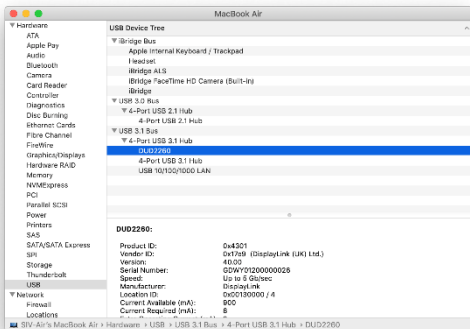 MacBook Air
Hardware
ATA
Apple Pay
Audio
Bluetooth
Camera
Card Reader
Controller
Diagnostics
Disc Burning
Ethernet Cards
Fibre Channel
FireWire
Graphics/Displays
Hardware RAID
Memory
NVMExpress
PCI
Parallel SCSI
Power
Printers
SAS
SATA/SATA Express
SPI
Storage
Thunderbolt
USB
Network
Firewall
Locations
USB Device Tree
iBridge Bus
Apple Internal Keyboard / Trackpad
Headset
iBridge ALS
iBridge FaceTime HD Camera (Built-in)
iBridge
USB 3.0 Bus
4-Port USB 2.1 Hub
4-Port USB 2.1 Hub
USB 3.1 Bus
4-Port USB 3.1 Hub
DUD2260
4-Port USB 3.1 Hub
USB 10/100/1000 LAN
DUD2260:
Product ID: 0x4301
Vendor ID: 0x17e9 (DisplayLink (UK) Ltd.)
Version: 40.00
Serial Number: GDWY01200000026
Speed: Up to 5 Gb/sec
Manufacturer: DisplayLink
Location ID: 0x00130000 / 4
Current Available (mA): 900
Current Required (mA): 8
SIV-Air's MacBook Air › Hardware › USB › USB 3.1 Bus › 4-Port USB 3.1 Hub › DUD2260